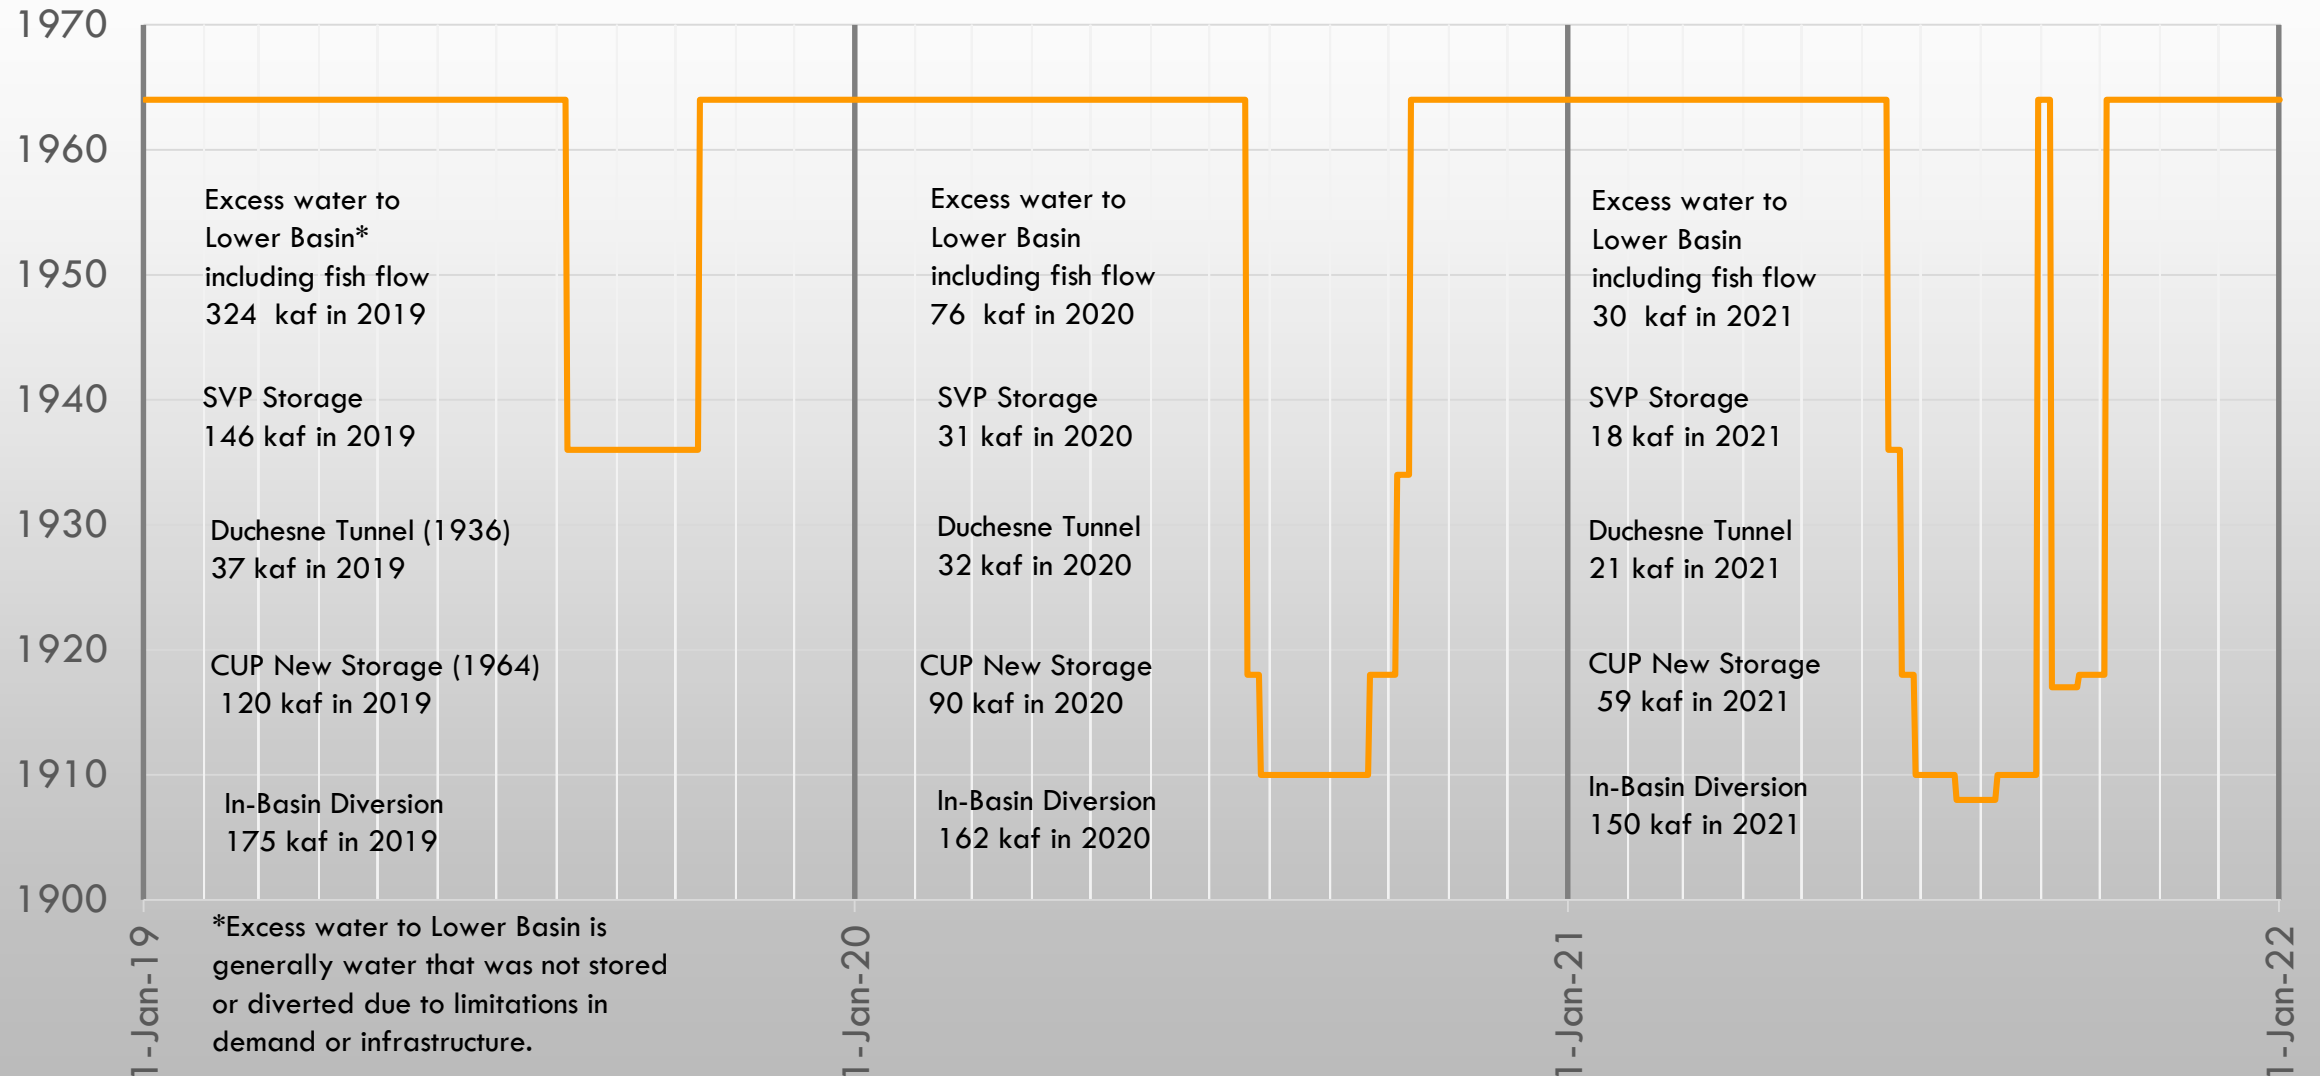 1970
1960
1950
1940
1930
1920
1910
1900
Excess water to
Lower Basin*
including fish flow
324 kaf in 2019
SVP Storage
146 kaf in 2019
Duchesne Tunnel (1936)
37 kaf in 2019
CUP New Storage (1964)
120 kaf in 2019
In-Basin Diversion
175 kaf in 2019
Excess water to
Lower Basin
including fish flow
76 kaf in 2020
SVP Storage
31 kaf in 2020
Duchesne Tunnel
32 kaf in 2020
CUP New Storage
90 kaf in 2020
In-Basin Diversion
162 kaf in 2020
Excess water to
Lower Basin
including fish flow
30 kaf in 2021
SVP Storage
18 kaf in 2021
Duchesne Tunnel
21 kaf in 2021
CUP New Storage
59 kaf in 2021
In-Basin Diversion
150 kaf in 2021
1-Jan-19
1-Jan-20
1-Jan-21
1-Jan-22
*Excess water to Lower Basin is
generally water that was not stored
or diverted due to limitations in
demand or infrastructure.